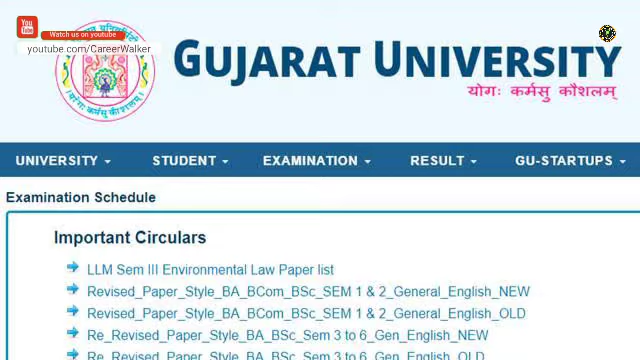 You Tube
Watch us on youtube
youtube.com/CareerWalker
GUJARAT UNIVERSITY
योगः कर्मसु कौशलम्
UNIVERSITY STUDENT EXAMINATION RESULT GU-STARTUPS
Examination Schedule
Important Circulars
LLM Sem III Environmental Law Paper list
Revised_Paper_Style_BA_BCom_BSc_SEM 1 & 2_General_English_NEW
Revised_Paper_Style_BA_BCom_BSc_SEM 1 & 2_General_English_OLD
Re_Revised_Paper_Style_BA_BSc_Sem 3 to 6_Gen_English_NEW
Re_Revised_Paper_Style_BA_BSc_Sem 3 to 6_Gen_English_OLD